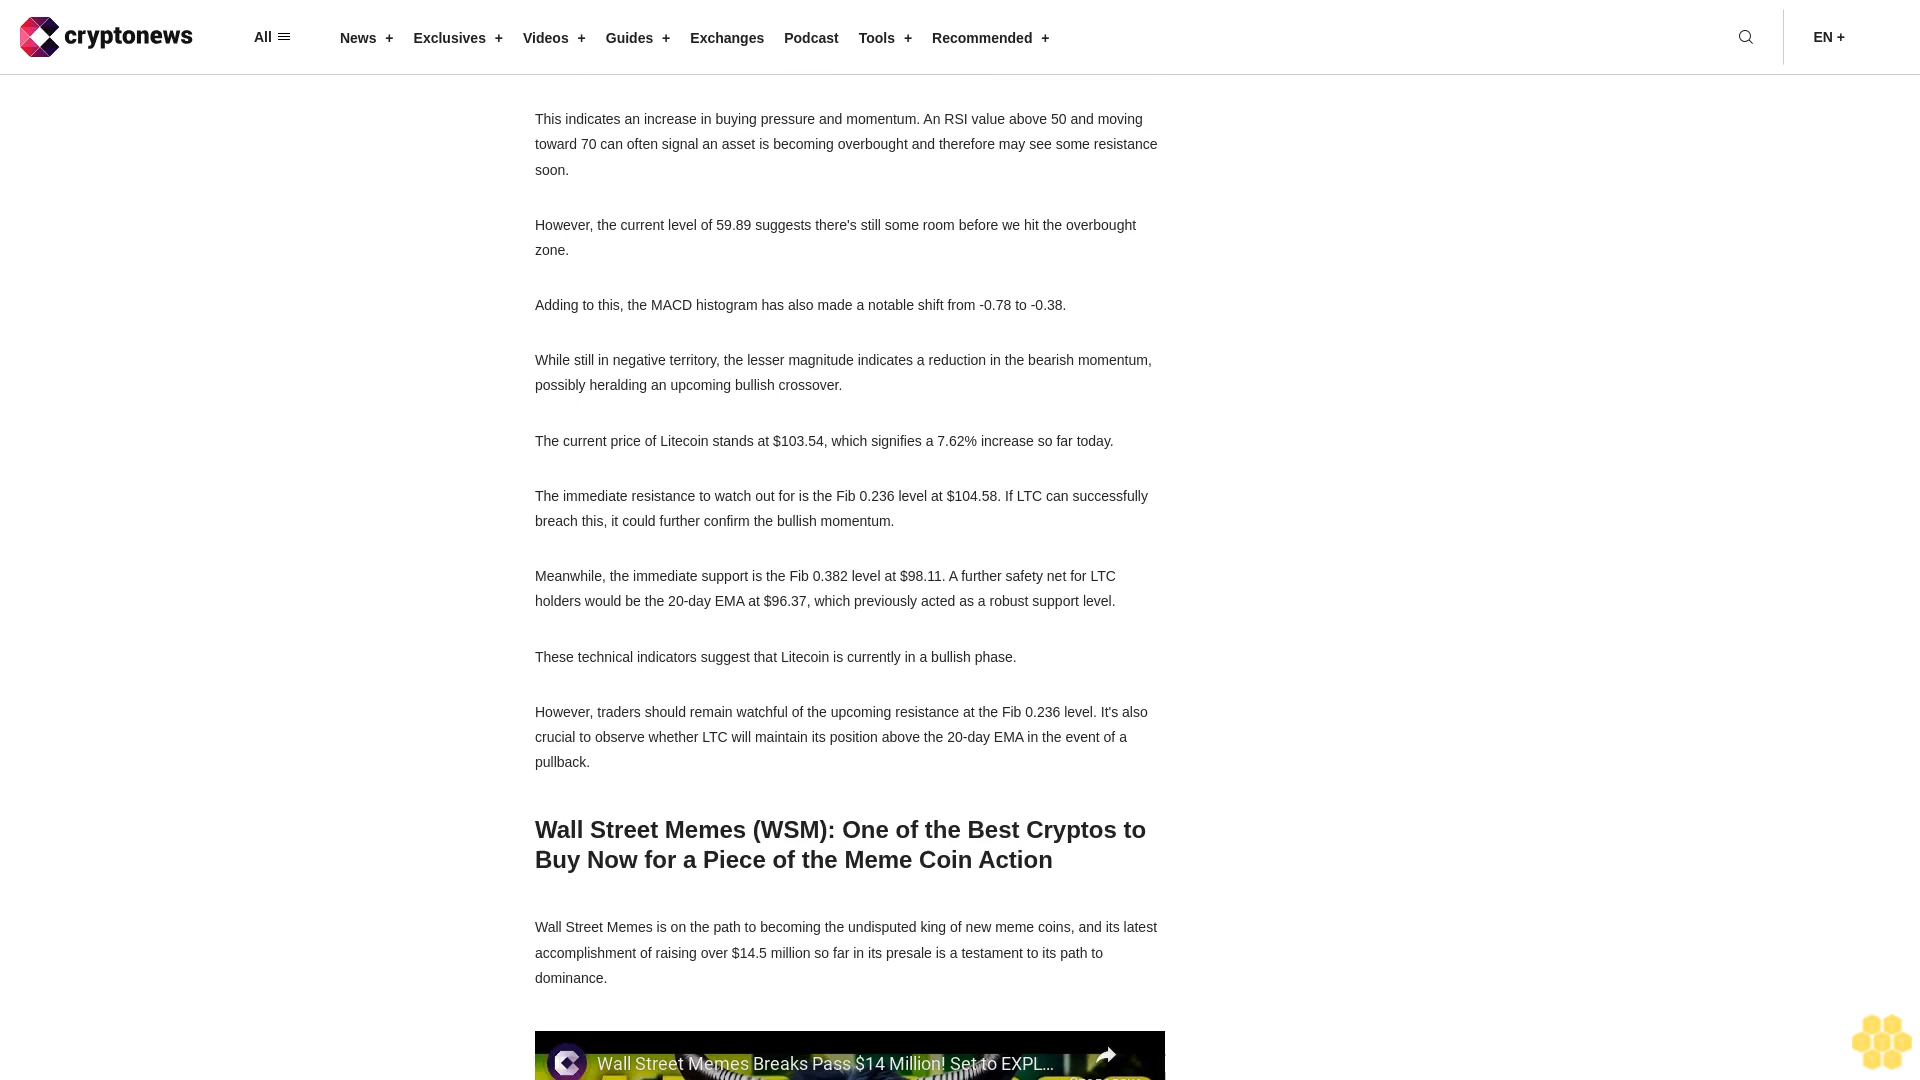 cryptonews
All
News +
Exclusives +
Videos +
Guides +
Exchanges
Podcast
Tools +
Recommended +
EN +
This indicates an increase in buying pressure and momentum. An RSI value above 50 and moving
toward 70 can often signal an asset is becoming overbought and therefore may see some resistance
soon.
However, the current level of 59.89 suggests there's still some room before we hit the overbought
zone.
Adding to this, the MACD histogram has also made a notable shift from -0.78 to -0.38.
While still in negative territory, the lesser magnitude indicates a reduction in the bearish momentum,
possibly heralding an upcoming bullish crossover.
The current price of Litecoin stands at $103.54, which signifies a 7.62% increase so far today.
The immediate resistance to watch out for is the Fib 0.236 level at $104.58. If LTC can successfully
breach this, it could further confirm the bullish momentum.
Meanwhile, the immediate support is the Fib 0.382 level at $98.11. A further safety net for LTC
holders would be the 20-day EMA at $96.37, which previously acted as a robust support level.
These technical indicators suggest that Litecoin is currently in a bullish phase.
However, traders should remain watchful of the upcoming resistance at the Fib 0.236 level. It's also
crucial to observe whether LTC will maintain its position above the 20-day EMA in the event of a
pullback.
Wall Street Memes (WSM): One of the Best Cryptos to
Buy Now for a Piece of the Meme Coin Action
Wall Street Memes is on the path to becoming the undisputed king of new meme coins, and its latest
accomplishment of raising over $14.5 million so far in its presale is a testament to its path to
dominance.
Wall Street Memes Breaks Pass $14 Million! Set to EXPL...